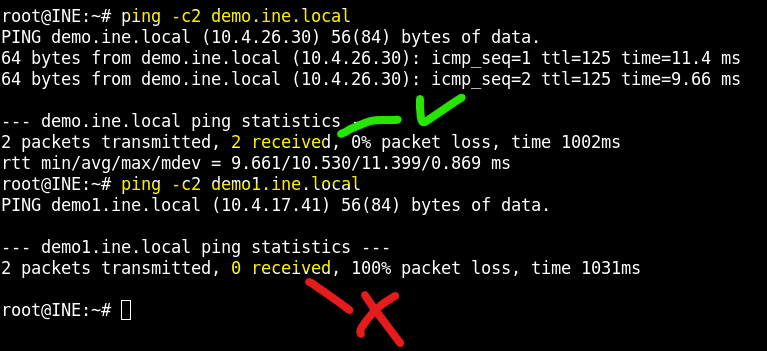 root@INE:~# ping -c2 demo.ine.local
PING demo.ine.local (10.4.26.30) 56(84) bytes of data.
64 bytes from demo.ine.local (10.4.26.30): icmp_seq=1 ttl=125 time=11.4 ms
64 bytes from demo.ine.local (10.4.26.30): icmp_seq=2 ttl=125 time=9.66 ms
--- demo.ine.local ping statistics ---
2 packets transmitted, 2 received, 0% packet loss, time 1002ms
rtt min/avg/max/mdev = 9.661/10.530/11.399/0.869 ms
root@INE:~# ping -c2 demo1.ine.local
PING demo1.ine.local (10.4.17.41) 56(84) bytes of data.
--- demo1.ine.local ping statistics ---
2 packets transmitted, 0 received, 100% packet loss, time 1031ms
root@INE:~#